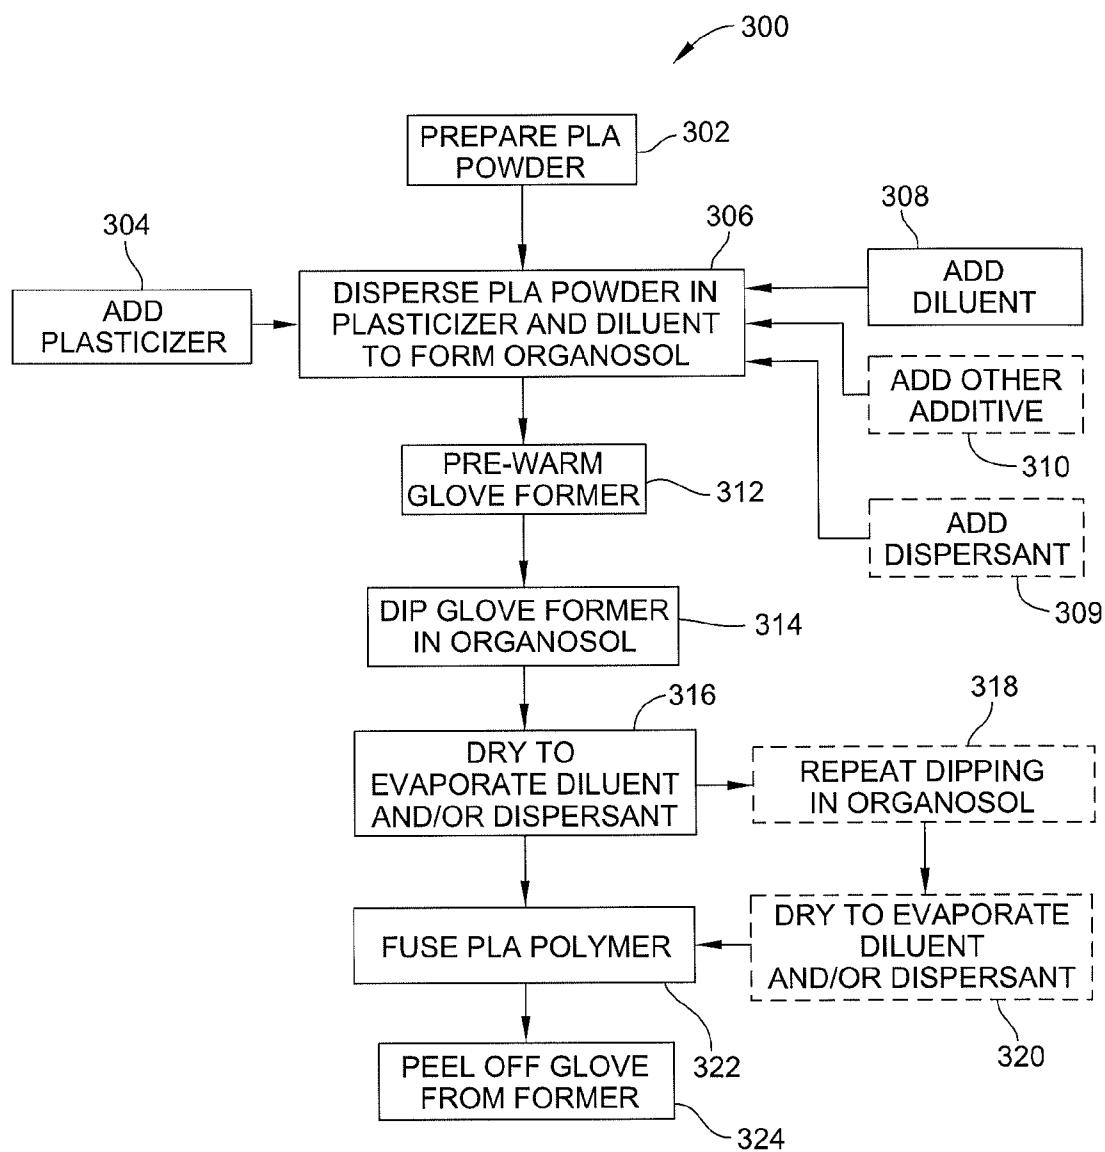 300
PREPARE PLA
POWDER
302
304
ADD
PLASTICIZER
306
DISPERSE PLA POWDER IN
PLASTICIZER AND DILUENT
TO FORM ORGANOSOL
308
ADD
DILUENT
ADD OTHER
ADDITIVE
310
PRE-WARM
GLOVE FORMER
312
ADD
DISPERSANT
309
DIP GLOVE FORMER
IN ORGANOSOL
314
316
DRY TO
EVAPORATE DILUENT
AND/OR DISPERSANT
318
REPEAT DIPPING
IN ORGANOSOL
DRY TO EVAPORATE
DILUENT
AND/OR DISPERSANT
320
FUSE PLA POLYMER
322
PEEL OFF GLOVE
FROM FORMER
324